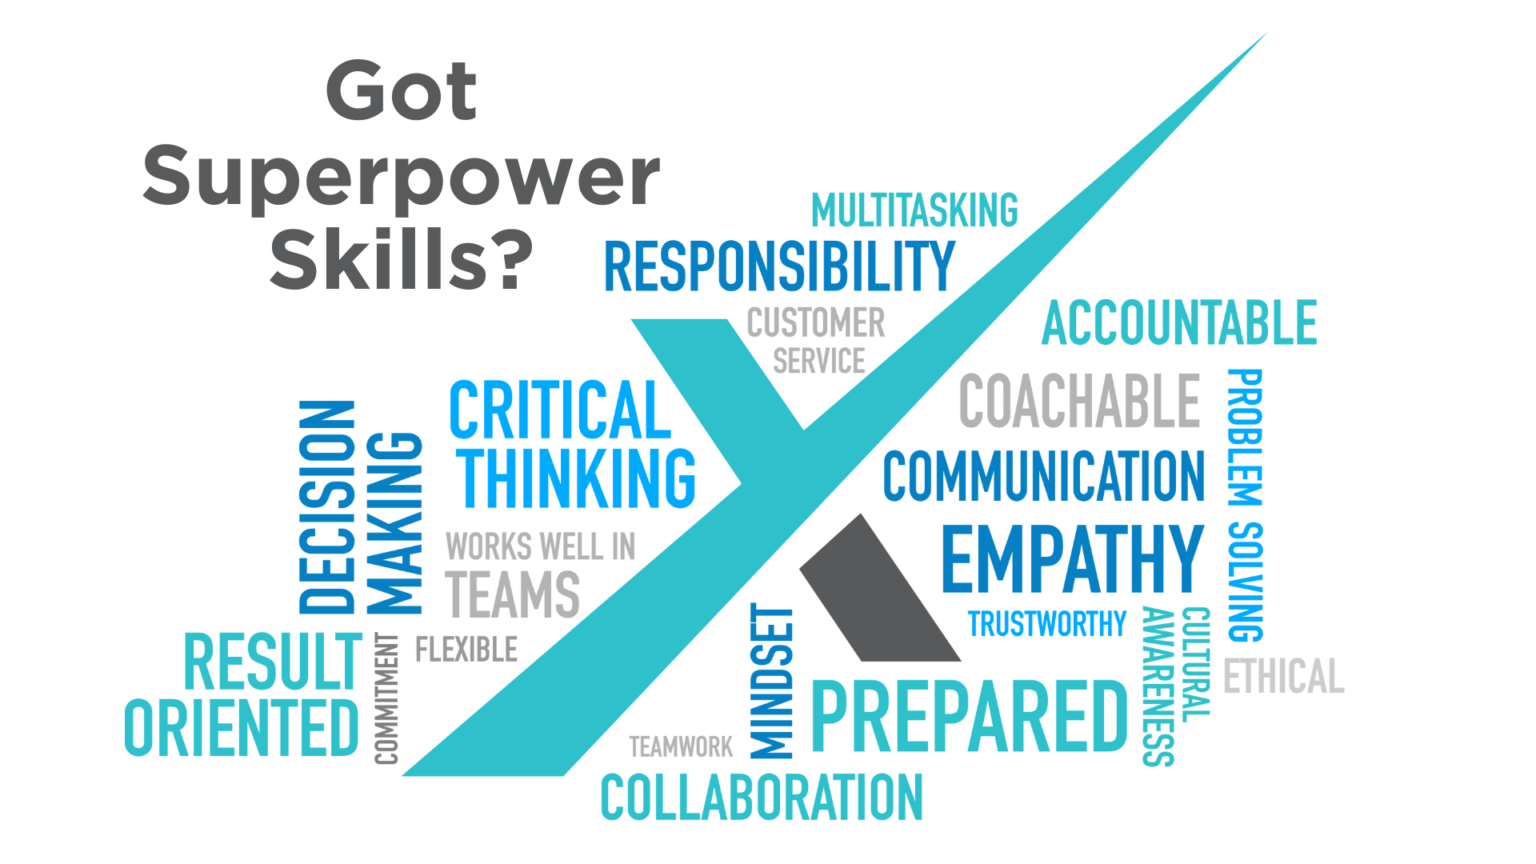 Got
Superpower
Skills?
MULTITASKING
RESPONSIBILITY
CUSTOMER
SERVICE
ACCOUNTABLE
COACHABLE
PROBLEM SOLVING
CRITICAL
THINKING
DECISION
MAKING
COMMUNICATION
EMPATHY
WORKS WELL IN
TEAMS
TRUSTWORTHY
CULTURAL
AWARENESS
ETHICAL
RESULT
ORIENTED
COMMITMENT
FLEXIBLE
MINDSET
PREPARED
TEAMWORK
COLLABORATION